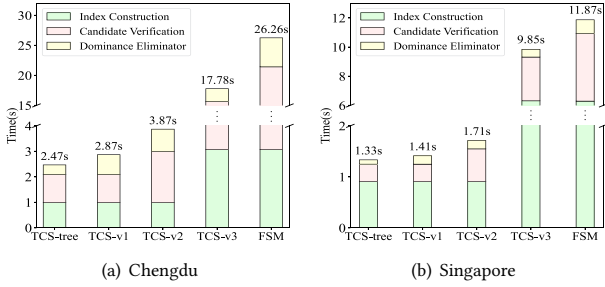 Index Construction
Candidate Verification
Dominance Eliminator
Time(s)
30
25
20
15
4
3
2
1
0
2.47s
2.87s
3.87s
17.78s
26.26s
TCS-tree TCS-v1 TCS-v2 TCS-v3 FSM
(a) Chengdu
Index Construction
Candidate Verification
Dominance Eliminator
Time(s)
12
10
8
6
2
1
0
1.33s
1.41s
1.71s
9.85s
11.87s
TCS-tree TCS-v1 TCS-v2 TCS-v3 FSM
(b) Singapore